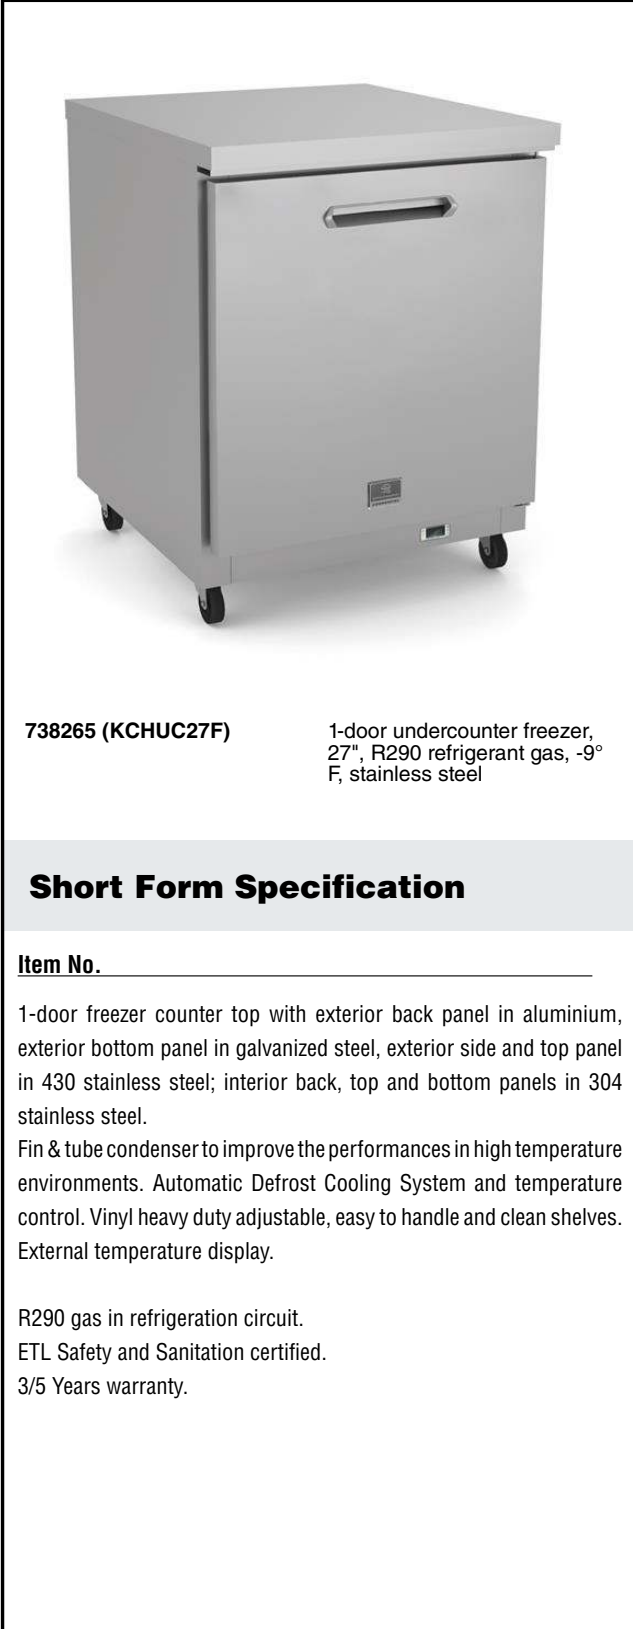 738265 (KCHUC27F)
1-door undercounter freezer,
27", R290 refrigerant gas, -9°
F, stainless steel
Short Form Specification
Item No.
1-door freezer counter top with exterior back panel in aluminium,
exterior bottom panel in galvanized steel, exterior side and top panel
in 430 stainless steel; interior back, top and bottom panels in 304
stainless steel.
Fin & tube condenser to improve the performances in high temperature
environments. Automatic Defrost Cooling System and temperature
control. Vinyl heavy duty adjustable, easy to handle and clean shelves.
External temperature display.
R290 gas in refrigeration circuit.
ETL Safety and Sanitation certified.
3/5 Years warranty.